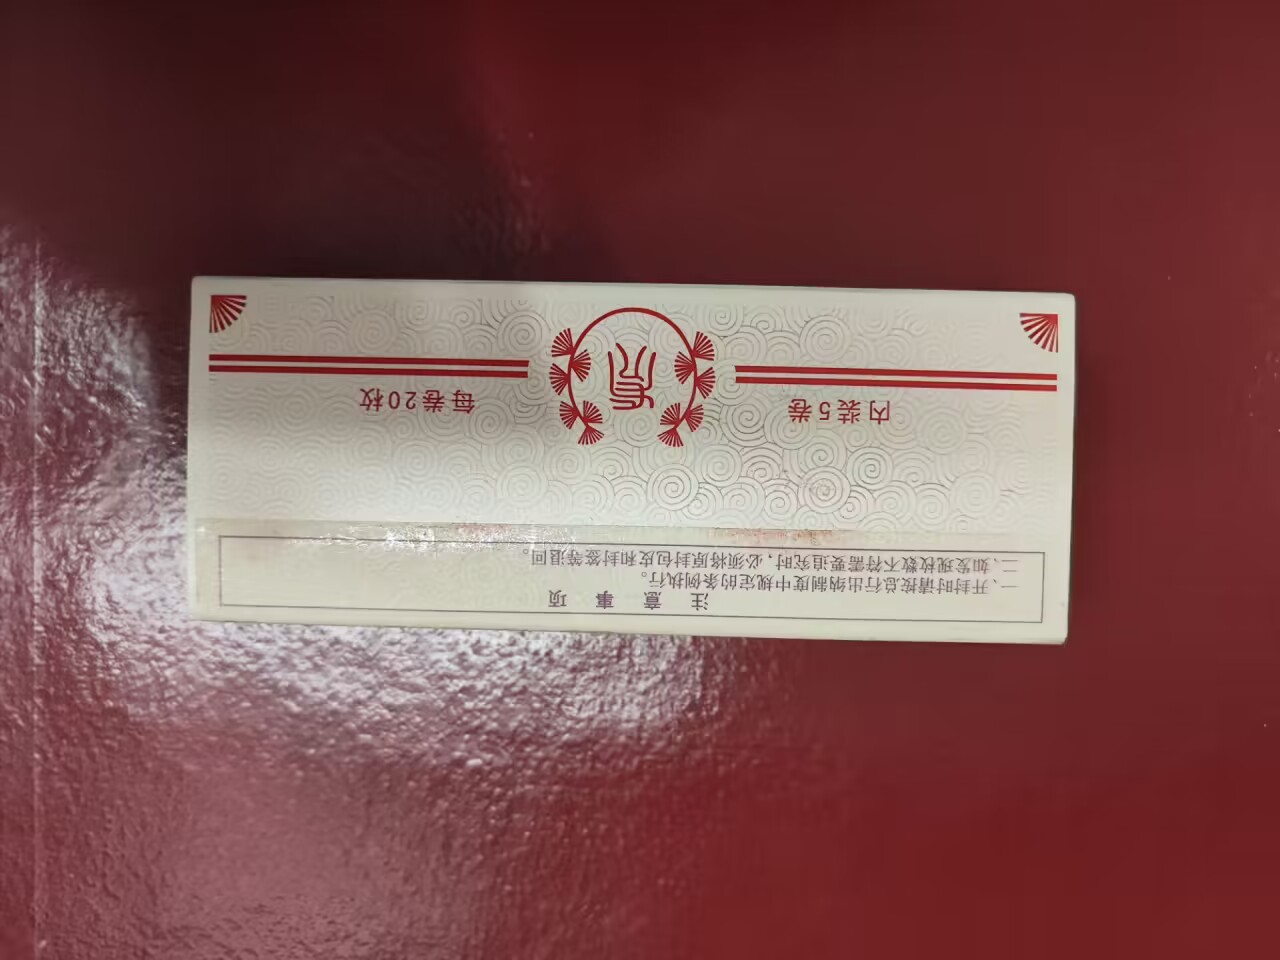 注意事项
一、开封时请按总行出纳制度中规定的条例执行。
二、如发现枚数不符需要追究时，必须将原封包皮和封签等退回。
内装5卷
每卷20枚